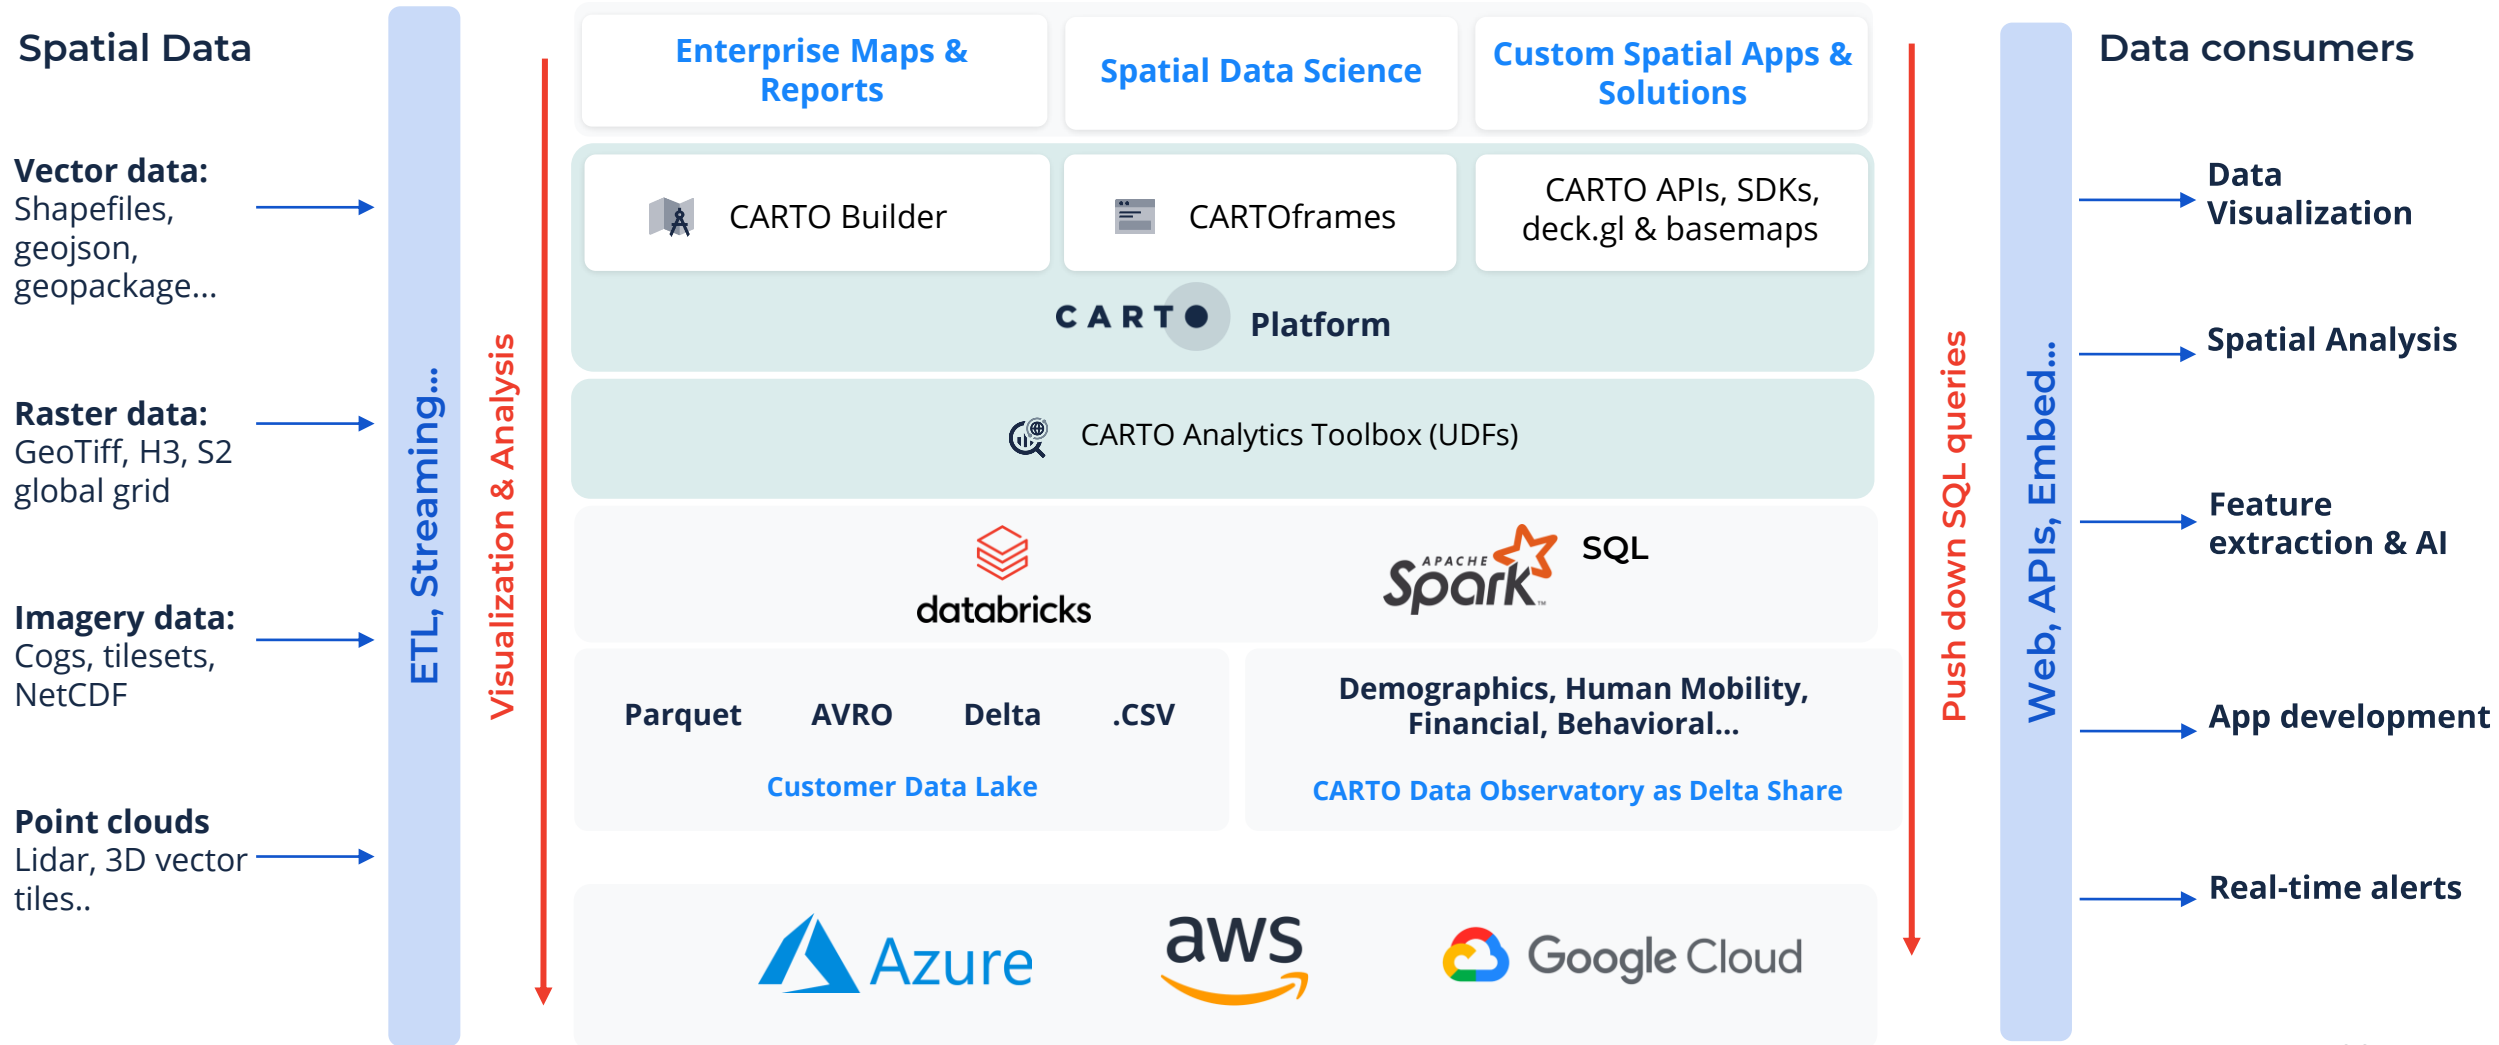 Spatial Data
Vector data:
Shapefiles,
geojson,
geopackage...
Raster data:
GeoTiff, H3, S2
global grid
Imagery data:
Cogs, tilesets,
NetCDF
Point clouds
Lidar, 3D vector
tiles..
ETL, Streaming...
Visualization & Analysis
Enterprise Maps &
Reports
Spatial Data Science
Custom Spatial Apps &
Solutions
CARTO Builder
CARTOframes
CARTO APIs, SDKs,
deck.gl & basemaps
CARTO Platform
CARTO Analytics Toolbox (UDFs)
databricks
APACHE
Spark™ SQL
Parquet AVRO Delta .CSV
Customer Data Lake
Demographics, Human Mobility,
Financial, Behavioral...
CARTO Data Observatory as Delta Share
Azure
aws
Google Cloud
Push down SQL queries
Web, APIs, Embed...
Data consumers
Data
Visualization
Spatial Analysis
Feature
extraction & AI
App development
Real-time alerts